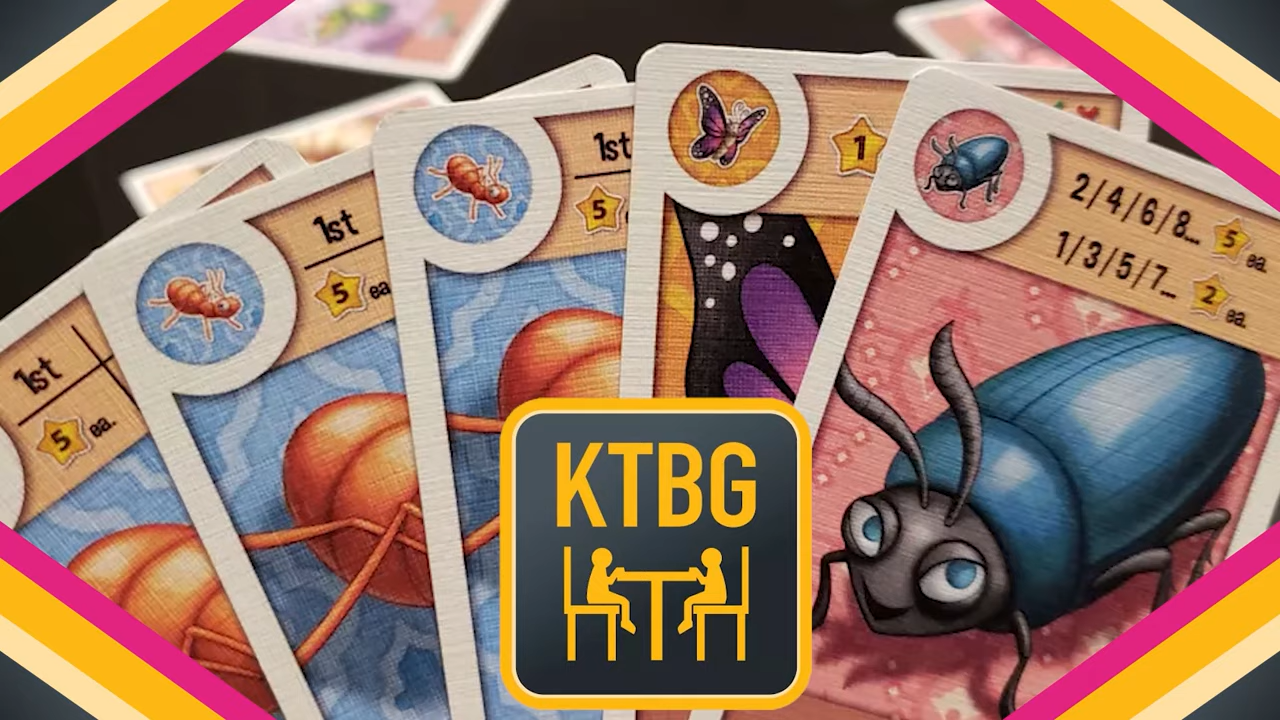 1st
5 ea.
1st
5 ea
1st
5
1
2/4/6/8... 5 ea.
1/3/5/7... 2 ea.
KTBG